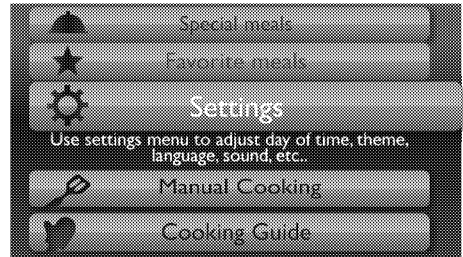 Special meals
Favorite meals
Settings
Use settings menu to adjust day of time, theme,
language, sound, etc..
Manual Cooking
Cooking Guide